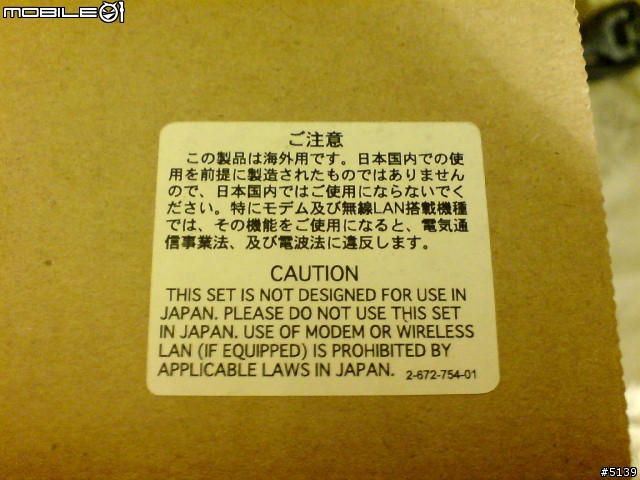 MOBILE01
ご注意
この製品は海外用です。日本国内での使
用を前提に製造されたものではありません
ので、日本国内ではご使用にならないでく
ださい。特にモデム及び無線LAN搭載機種
では、その機能をご使用になると、電気通
信事業法、及び電波法に違反します。
CAUTION
THIS SET IS NOT DESIGNED FOR USE IN
JAPAN. PLEASE DO NOT USE THIS SET
IN JAPAN. USE OF MODEM OR WIRELESS
LAN (IF EQUIPPED) IS PROHIBITED BY
APPLICABLE LAWS IN JAPAN. 2-672-754-01
#5139